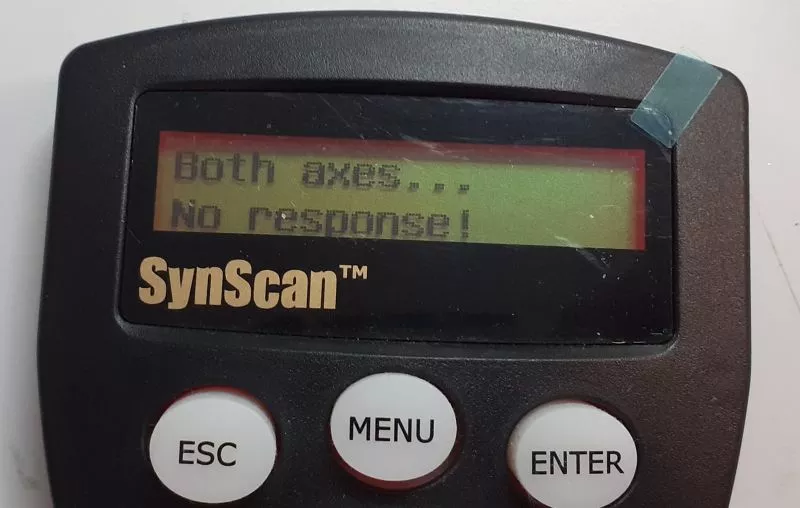 Both axes...
No response!
SynScan™
ESC
MENU
ENTER